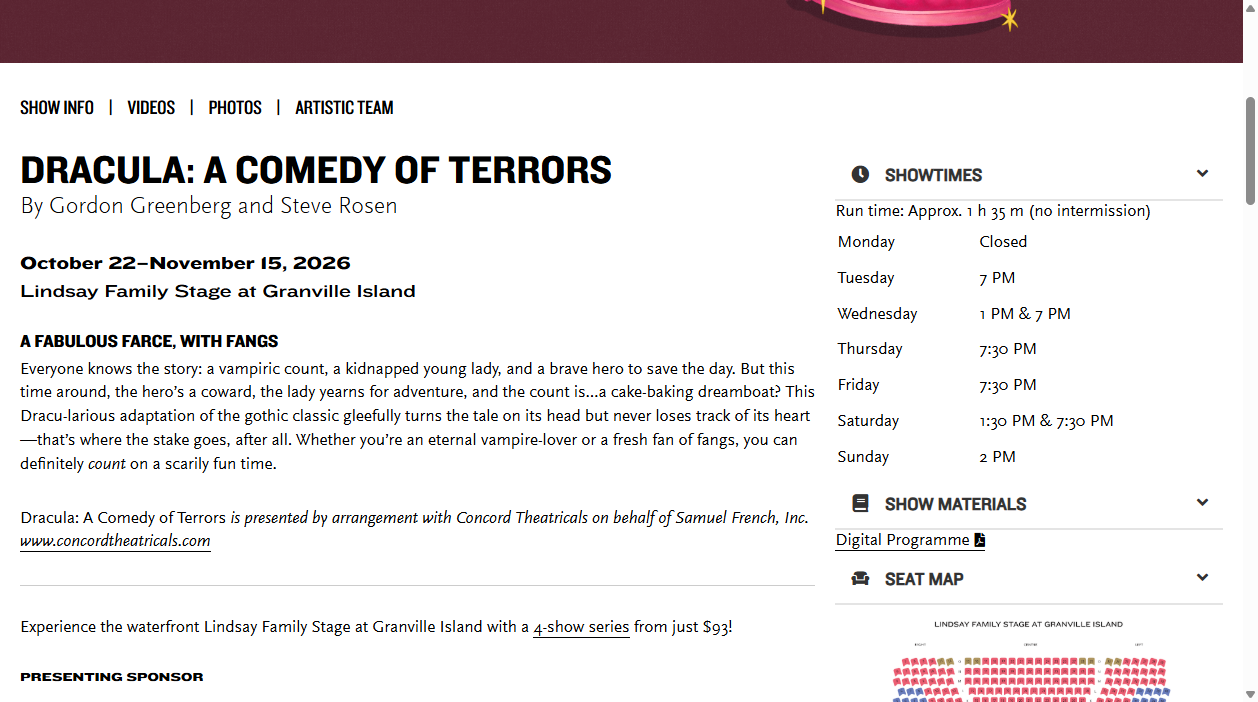 SHOW INFO | VIDEOS | PHOTOS | ARTISTIC TEAM
DRACULA: A COMEDY OF TERRORS
By Gordon Greenberg and Steve Rosen
October 22–November 15, 2026
Lindsay Family Stage at Granville Island
A FABULOUS FARCE, WITH FANGS
Everyone knows the story: a vampiric count, a kidnapped young lady, and a brave hero to save the day. But this
time around, the hero’s a coward, the lady yearns for adventure, and the count is…a cake-baking dreamboat? This
Dracu-larious adaptation of the gothic classic gleefully turns the tale on its head but never loses track of its heart
—that’s where the stake goes, after all. Whether you’re an eternal vampire-lover or a fresh fan of fangs, you can
definitely count on a scarily fun time.
Dracula: A Comedy of Terrors is presented by arrangement with Concord Theatricals on behalf of Samuel French, Inc.
www.concordtheatricals.com
Experience the waterfront Lindsay Family Stage at Granville Island with a 4-show series from just $93!
PRESENTING SPONSOR
SHOWTIMES
Run time: Approx. 1 h 35 m (no intermission)
Monday Closed
Tuesday 7 PM
Wednesday 1 PM & 7 PM
Thursday 7:30 PM
Friday 7:30 PM
Saturday 1:30 PM & 7:30 PM
Sunday 2 PM
SHOW MATERIALS
Digital Programme
SEAT MAP
LINDSAY FAMILY STAGE AT GRANVILLE ISLAND